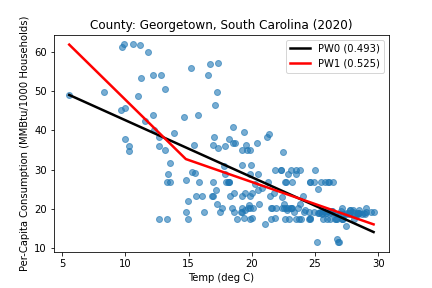 County: Georgetown, South Carolina (2020)
PW0 (0.493)
PW1 (0.525)
Per-Capita Consumption (MMBtu/1000 Households)
60
50
40
30
20
10
5 10 15 20 25 30
Temp (deg C)